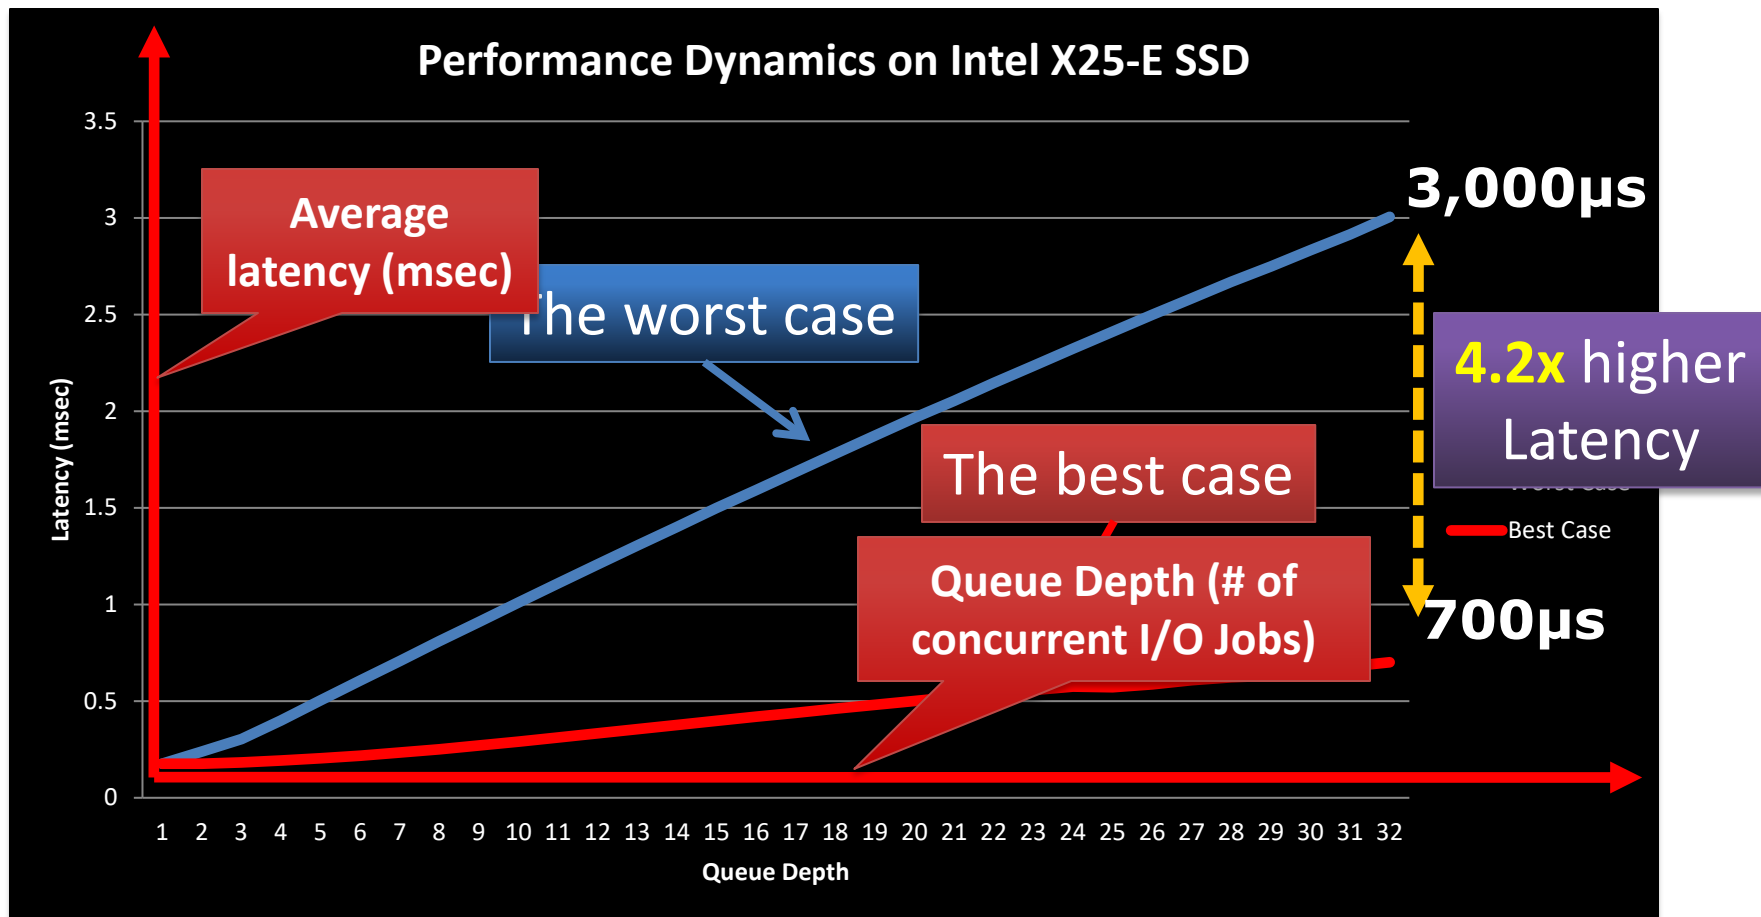 Performance Dynamics on Intel X25-E SSD
3.5
3
2.5
2
1.5
1
0.5
0
Latency (msec)
Average
latency (msec)
The worst case
The best case
Queue Depth (# of
concurrent I/O Jobs)
3,000µs
4.2x higher
Latency
Worst Case
Best Case
700µs
1 2 3 4 5 6 7 8 9 10 11 12 13 14 15 16 17 18 19 20 21 22 23 24 25 26 27 28 29 30 31 32
Queue Depth